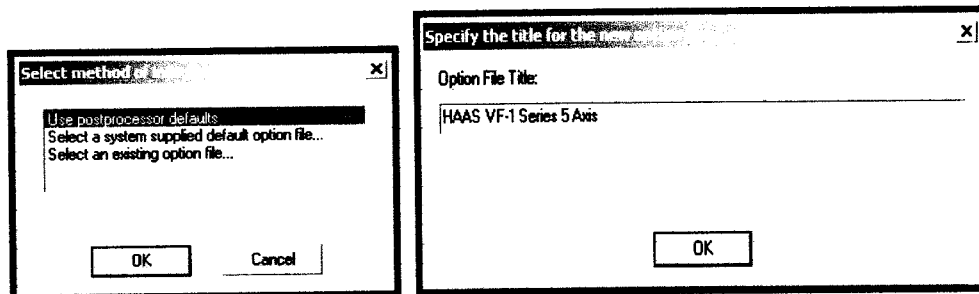 Select method
Use postprocessor defaults
Select a system supplied default option file...
Select an existing option file...
OK
Cancel
Specify the title for the new
Option File Title:
HAAS VF-1 Series 5 Axis
OK